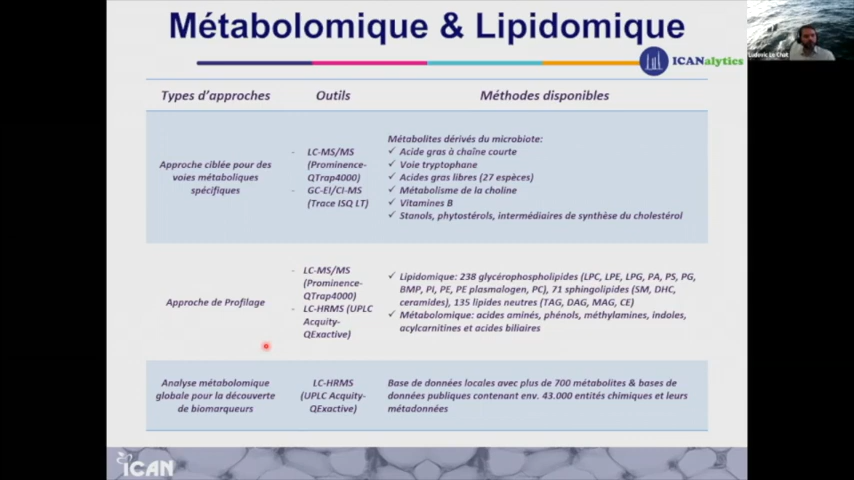 Métabolomique & Lipidomique
ICANalytics
Ludovic Le Chat
Types d'approches
Outils
Méthodes disponibles
Approche ciblée pour des
voies métaboliques
spécifiques
- LC-MS/MS
(Prominence-
QTrap4000)
- GC-EI/CI-MS
(Trace ISQ LT)
Métabolites dérivés du microbiote:
✓ Acide gras à chaîne courte
✓ Voie tryptophane
✓ Acides gras libres (27 espèces)
✓ Métabolisme de la choline
✓ Vitamines B
✓ Stanols, phytostérols, intermédiaires de synthèse du cholestérol
Approche de Profilage
- LC-MS/MS
(Prominence-
QTrap4000)
- LC-HRMS (UPLC
Acquity-
QExactive)
✓ Lipidomique: 238 glycérophospholipides (LPC, LPE, LPG, PA, PS, PG,
BMP, PI, PE, PE plasmalogen, PC), 71 sphingolipides (SM, DHC,
ceramides), 135 lipides neutres (TAG, DAG, MAG, CE)
✓ Métabolomique: acides aminés, phénols, méthylamines, indoles,
acylcarnitines et acides biliaires
Analyse métabolomique
globale pour la découverte
de biomarqueurs
LC-HRMS
(UPLC Acquity-
QExactive)
Base de données locales avec plus de 700 métabolites & bases de
données publiques contenant env. 43.000 entités chimiques et leurs
métadonnées
ICAN